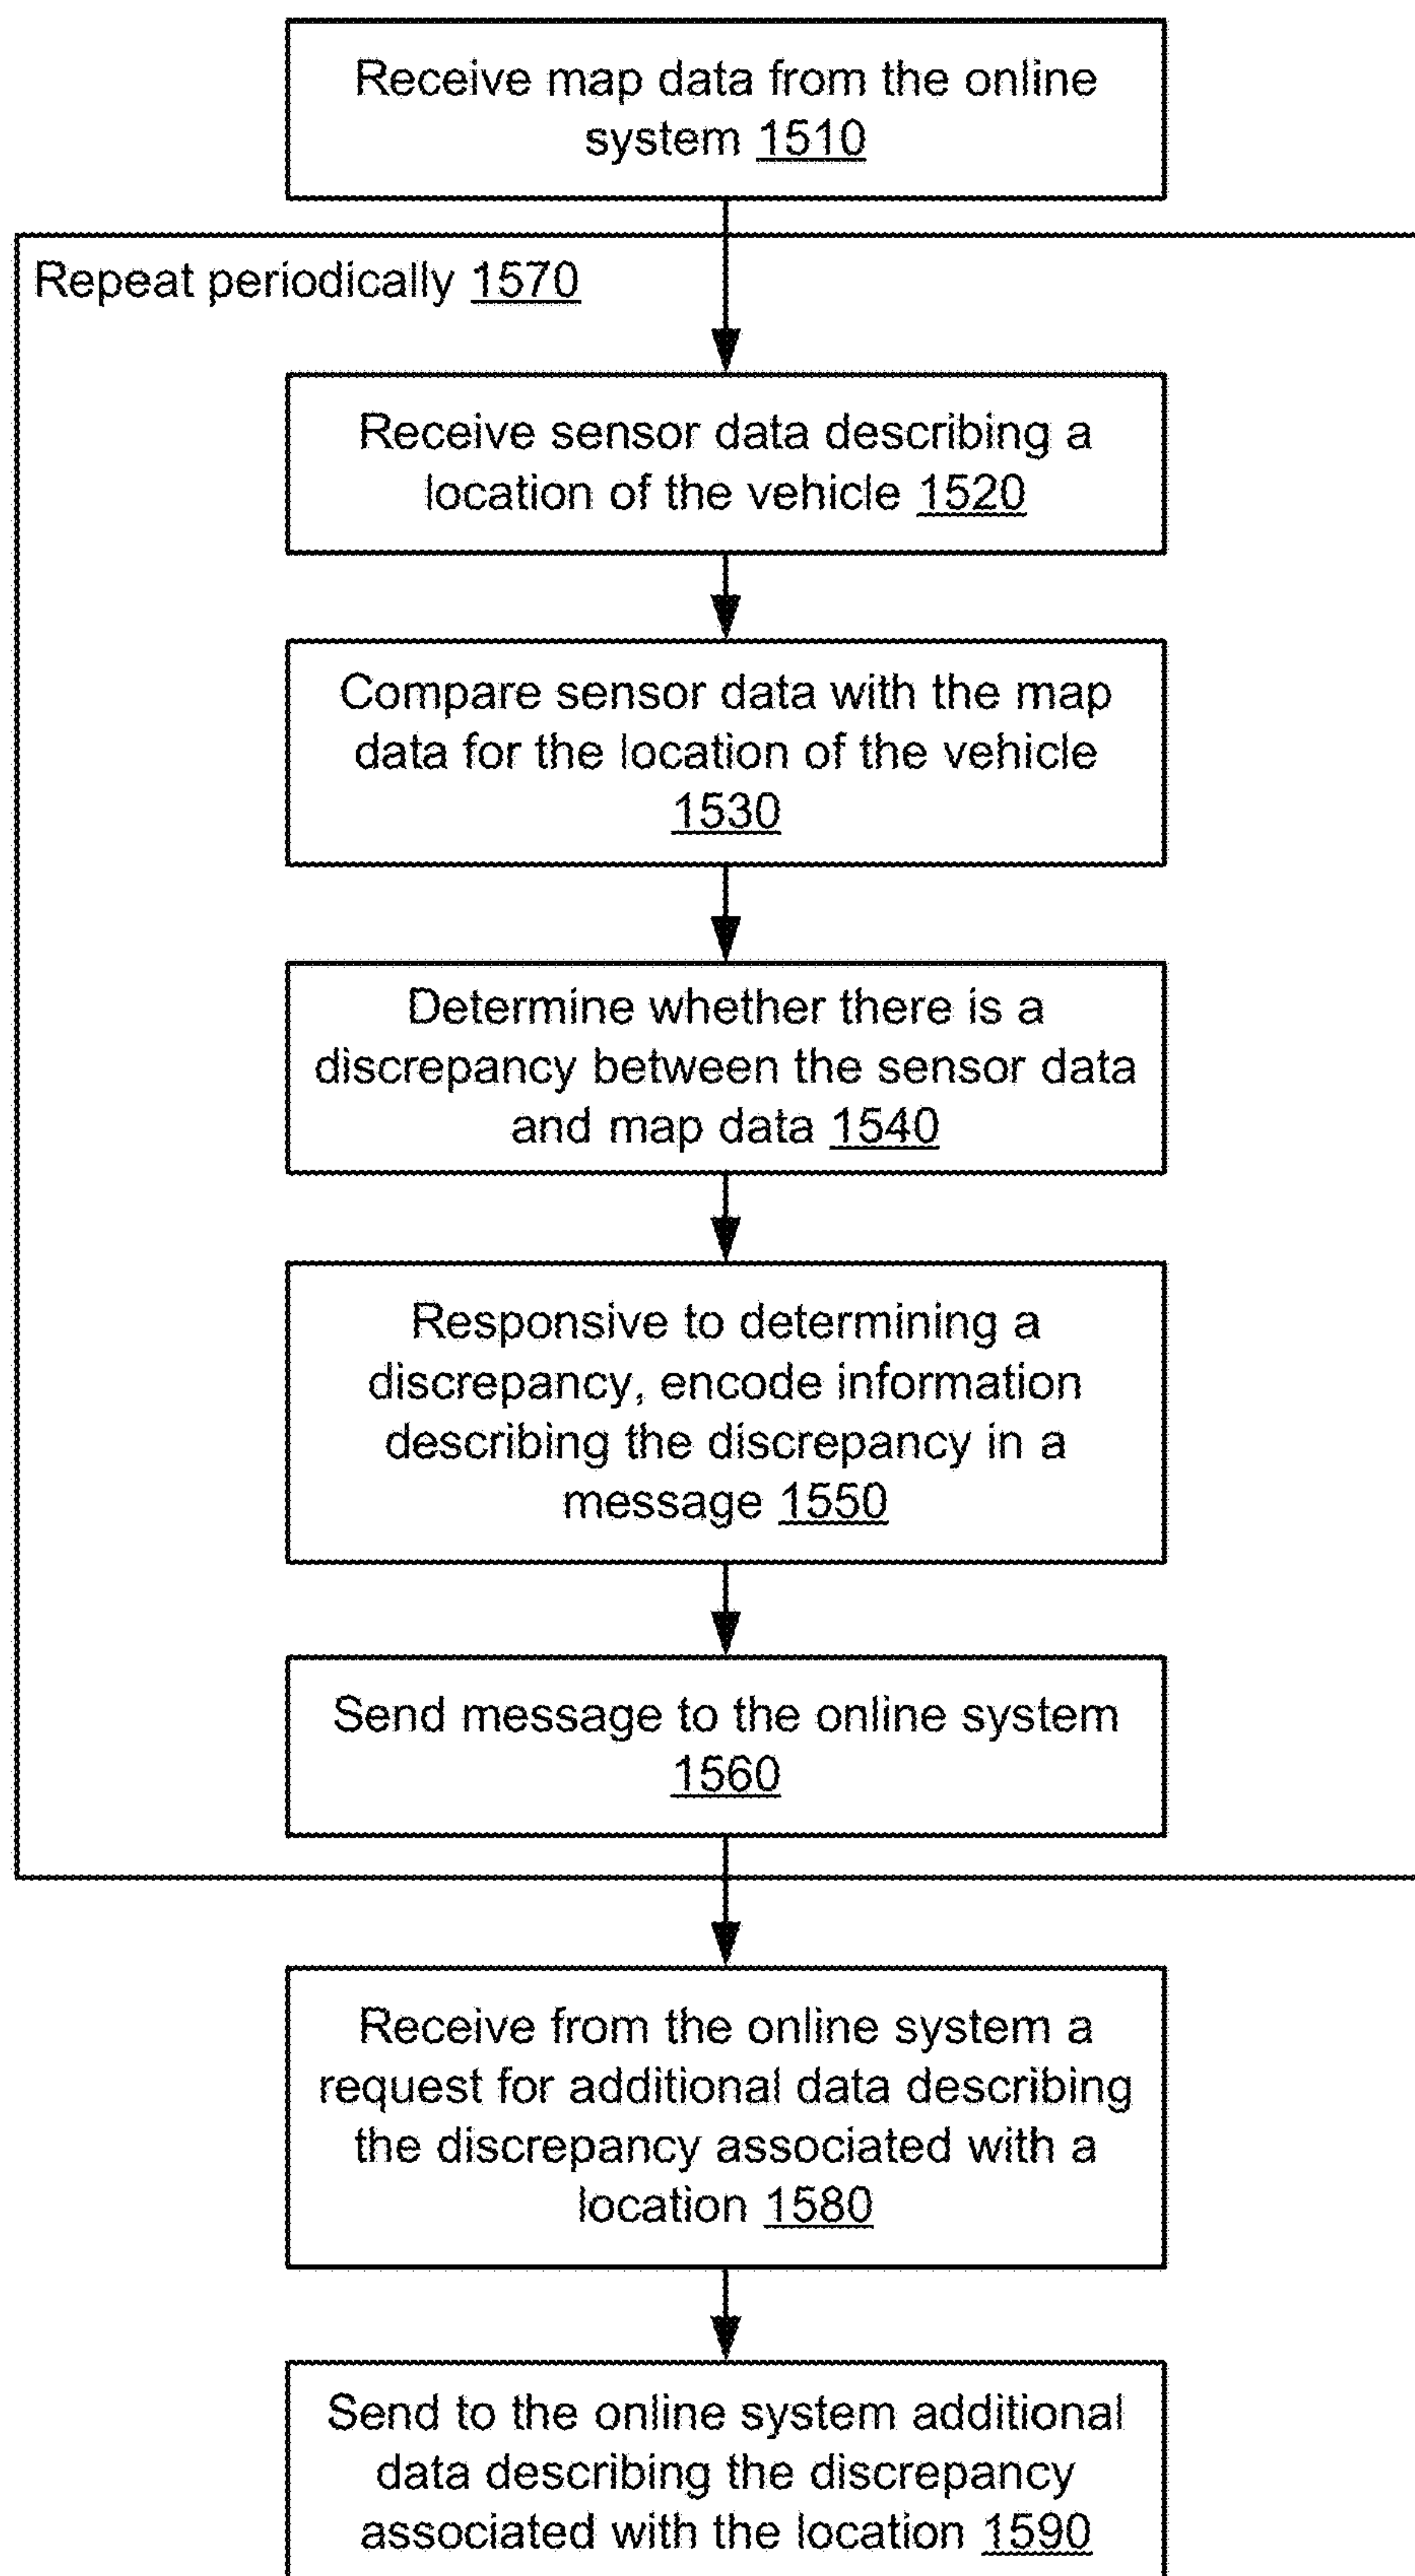 Receive map data from the online
system 1510
Repeat periodically 1570
Receive sensor data describing a
location of the vehicle 1520
Compare sensor data with the map
data for the location of the vehicle
1530
Determine whether there is a
discrepancy between the sensor data
and map data 1540
Responsive to determining a
discrepancy, encode information
describing the discrepancy in a
message 1550
Send message to the online system
1560
Receive from the online system a
request for additional data describing
the discrepancy associated with a
location 1580
Send to the online system additional
data describing the discrepancy
associated with the location 1590